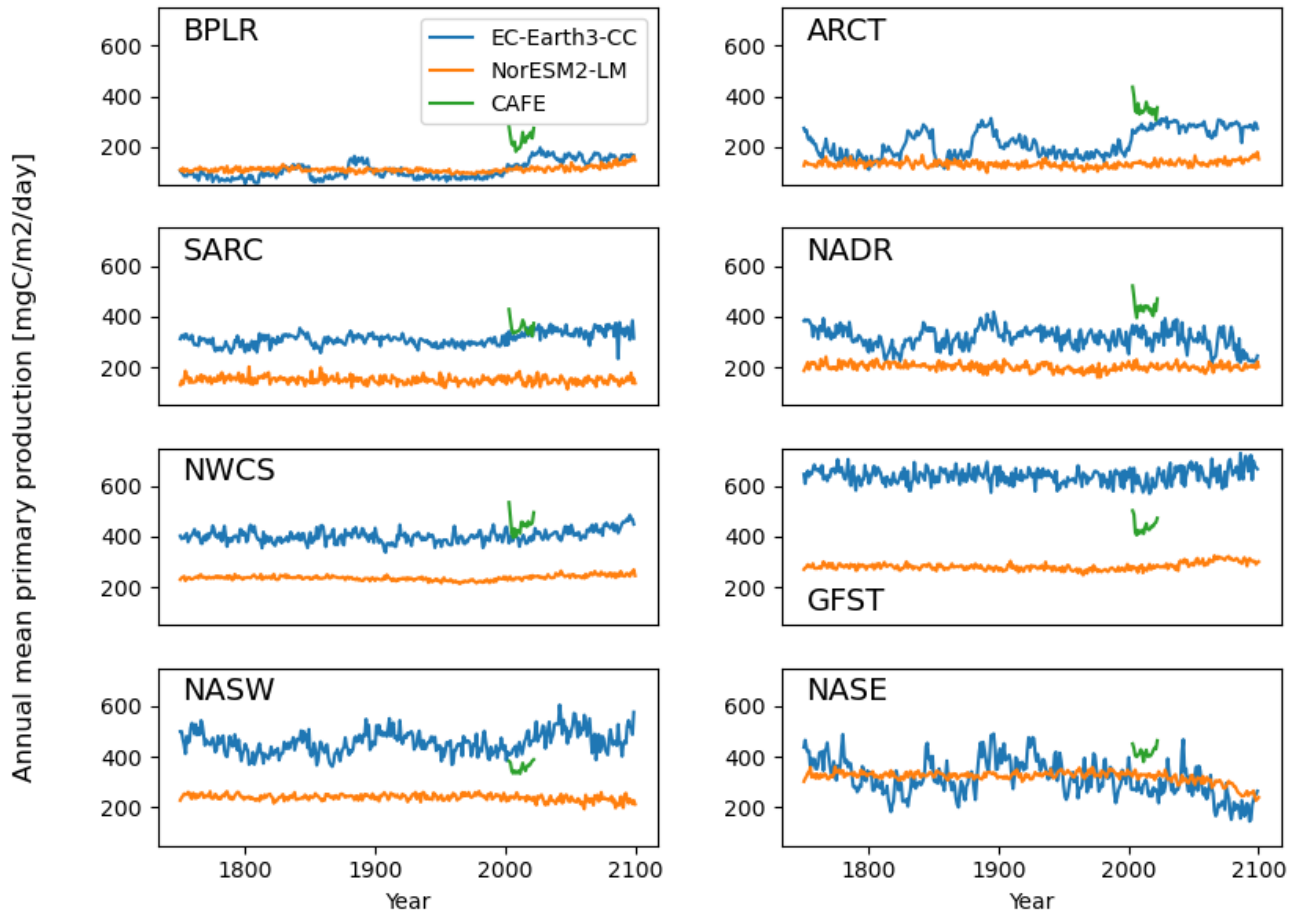 Annual mean primary production [mgC/m2/day]
BPLR
EC-Earth3-CC
NorESM2-LM
CAFE
600
400
200
ARCT
600
400
200
SARC
600
400
200
NADR
600
400
200
NWCS
600
400
200
GFST
600
400
200
NASW
600
400
200
1800 1900 2000 2100
Year
NASE
600
400
200
1800 1900 2000 2100
Year